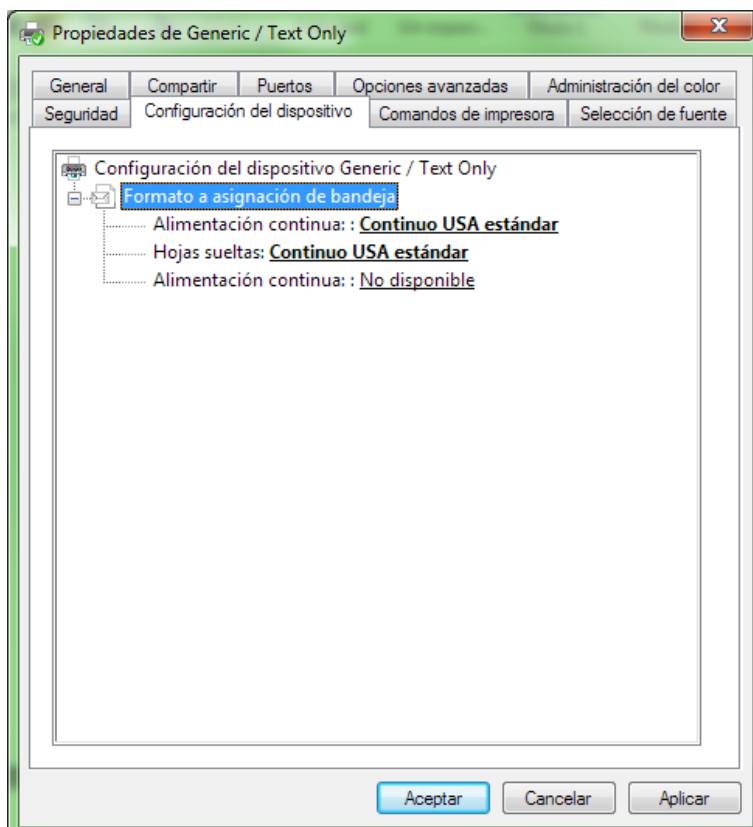 Propiedades de Generic / Text Only
General Compartir Puertos Opciones avanzadas Administración del color
Seguridad Configuración del dispositivo Comandos de impresora Selección de fuente
Configuración del dispositivo Generic / Text Only
Formato a asignación de bandeja
Alimentación continua: : Continuo USA estándar
Hojas sueltas: Continuo USA estándar
Alimentación continua: : No disponible
Aceptar Cancelar Aplicar